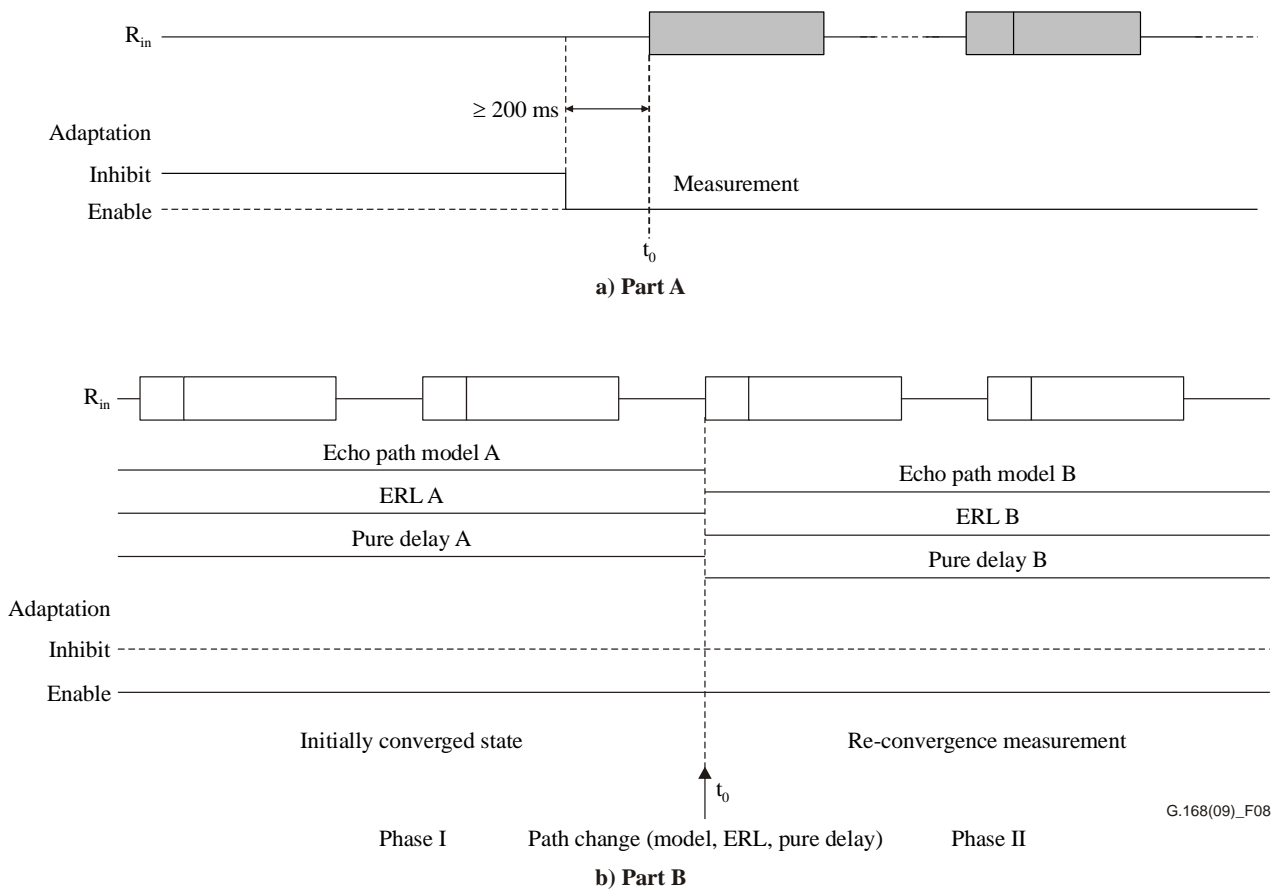 R_in
≥ 200 ms
Adaptation
Inhibit
Measurement
Enable
t_0
a) Part A
R_in
Echo path model A
Echo path model B
ERL A
ERL B
Pure delay A
Pure delay B
Adaptation
Inhibit
Enable
Initially converged state
Re-convergence measurement
t_0
G.168(09)_F08
Phase I
Path change (model, ERL, pure delay)
Phase II
b) Part B